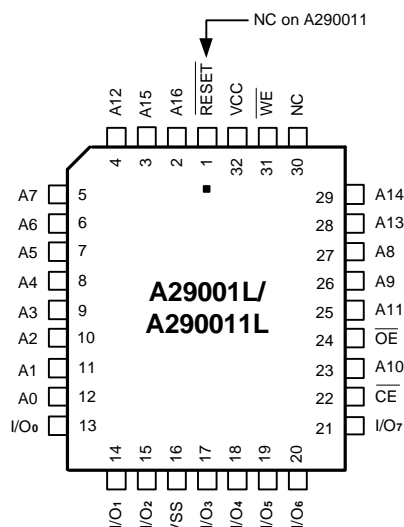 NC on A290011
A12
A15
A16
RESET
VCC
WE
NC
4
3
2
1
32
31
30
A7
5
29
A14
A6
6
28
A13
A5
7
27
A8
A4
8
26
A9
A3
9
25
A11
A2
10
24
OE
A1
11
23
A10
A0
12
22
CE
I/O0
13
21
I/O7
A29001L/
A290011L
14
15
16
17
18
19
20
I/O1
I/O2
VSS
I/O3
I/O4
I/O5
I/O6